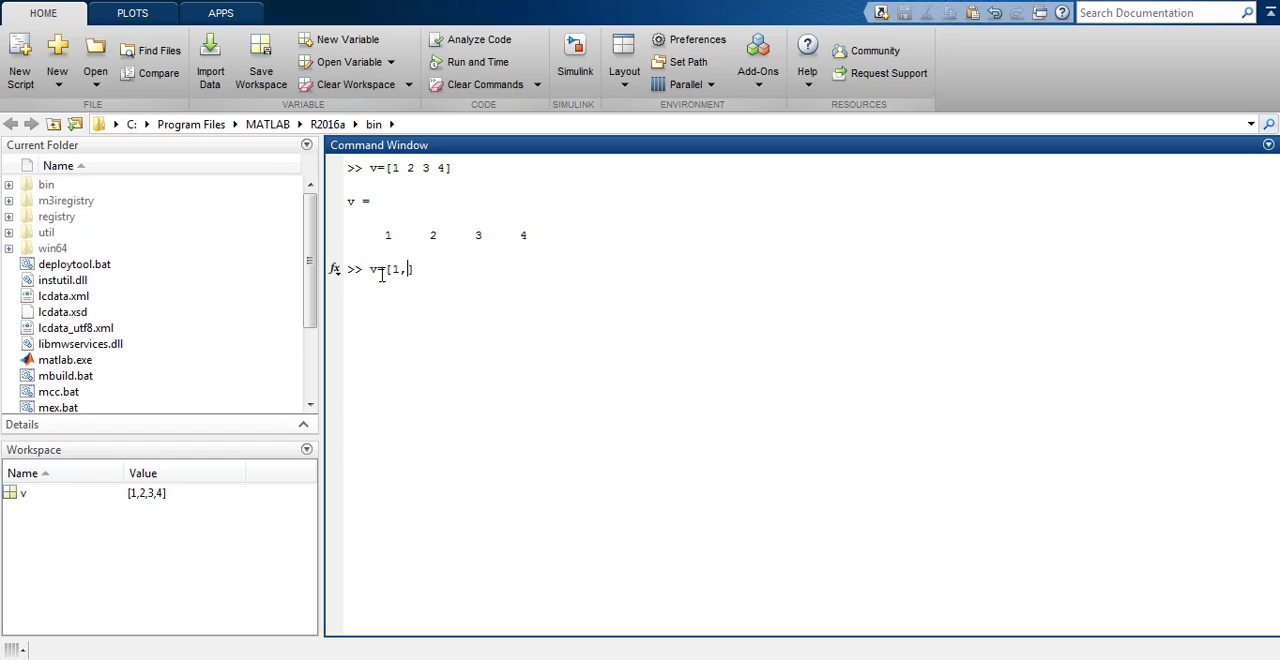 HOME PLOTS APPS
Search Documentation
New Script
New
Open
Find Files
Compare
Import Data
Save Workspace
New Variable
Open Variable
Clear Workspace
Analyze Code
Run and Time
Clear Commands
Simulink
Layout
Preferences
Set Path
Parallel
Add-Ons
Help
Community
Request Support
FILE VARIABLE CODE SIMULINK ENVIRONMENT RESOURCES
C: Program Files MATLAB R2016a bin
Current Folder
Name
bin
m3iregistry
registry
util
win64
deploytool.bat
instutil.dll
lcdata.xml
lcdata.xsd
lcdata_utf8.xml
libmwservices.dll
matlab.exe
mbuild.bat
mcc.bat
mex.bat
Details
Workspace
Name Value
v [1,2,3,4]
Command Window
>> v=[1 2 3 4]
v =
1 2 3 4
fx >> v=[1,]